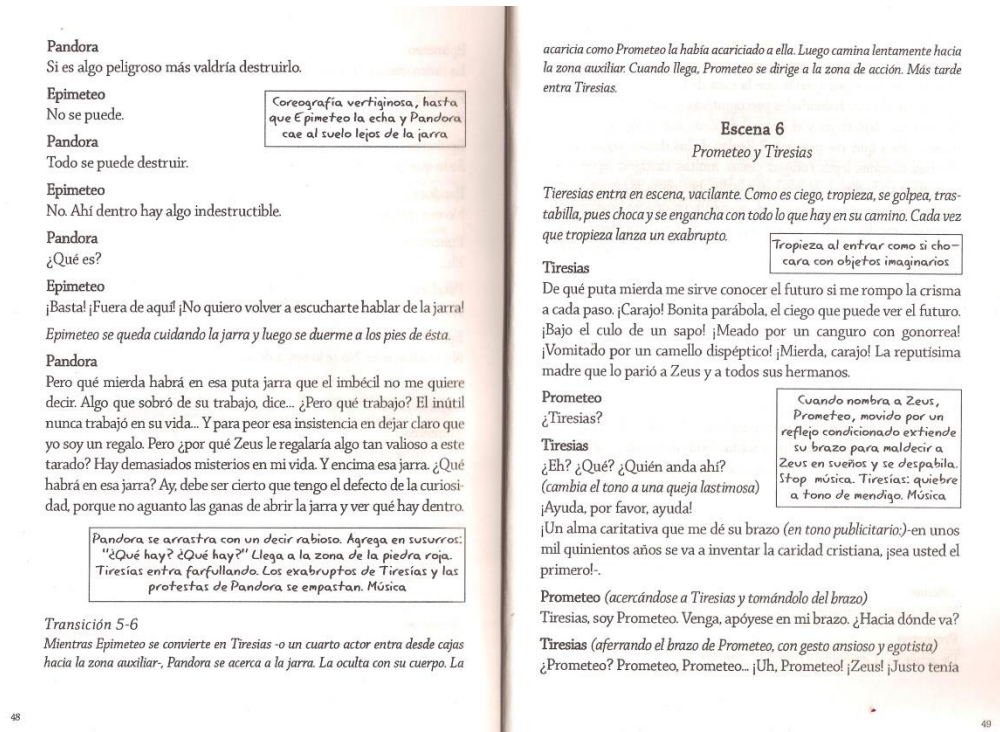 Pandora
Si es algo peligroso más valdría destruirlo.
Epimeteo
No se puede.
Coreografía vertiginosa, hasta
que Epimeteo la echa y Pandora
cae al suelo lejos de la jarra
Pandora
Todo se puede destruir.
Epimeteo
No. Ahí dentro hay algo indestructible.
Pandora
¿Qué es?
Epimeteo
¡Basta! ¡Fuera de aquí! ¡No quiero volver a escucharte hablar de la jarra!
Epimeteo se queda cuidando la jarra y luego se duerme a los pies de ésta.
Pandora
Pero qué mierda habrá en esa puta jarra que el imbécil no me quiere
decir. Algo que sobró de su trabajo, dice... ¿Pero qué trabajo? El inútil
nunca trabajó en su vida... Y para peor esa insistencia en dejar claro que
yo soy un regalo. Pero ¿por qué Zeus le regalaría algo tan valioso a este
tarado? Hay demasiados misterios en mi vida. Y encima esa jarra. ¿Qué
habrá en esa jarra? Ay, debe ser cierto que tengo el defecto de la curiosi-
dad, porque no aguanto las ganas de abrir la jarra y ver qué hay dentro.
Pandora se arrastra con un decir rabioso. Agrega en susurros:
"¿Qué hay? ¿Qué hay?" Llega a la zona de la piedra roja.
Tiresías entra farfullando. Los exabruptos de Tiresías y las
protestas de Pandora se empastan. Música
Transición 5-6
Mientras Epimeteo se convierte en Tiresias -o un cuarto actor entra desde cajas
hacia la zona auxiliar-, Pandora se acerca a la jarra. La oculta con su cuerpo. La
48
acaricia como Prometeo la había acariciado a ella. Luego camina lentamente hacia
la zona auxiliar. Cuando llega, Prometeo se dirige a la zona de acción. Más tarde
entra Tiresias.
Escena 6
Prometeo y Tiresias
Tieresias entra en escena, vacilante. Como es ciego, tropieza, se golpea, tras-
tabilla, pues choca y se engancha con todo lo que hay en su camino. Cada vez
que tropieza lanza un exabrupto.
Tropieza al entrar como si cho-
cara con objetos imaginarios
Tiresias
De qué puta mierda me sirve conocer el futuro si me rompo la crisma
a cada paso. ¡Carajo! Bonita parábola, el ciego que puede ver el futuro.
¡Bajo el culo de un sapo! ¡Meado por un canguro con gonorrea!
¡Vomitado por un camello dispéptico! ¡Mierda, carajo! La reputísima
madre que lo parió a Zeus y a todos sus hermanos.
Prometeo
¿Tiresias?
Cuando nombra a Zeus,
Prometeo, movido por un
reflejo condicionado extiende
su brazo para maldecir a
Zeus en sueños y se despabila.
Stop música. Tiresías: quiebre
a tono de mendigo. Música
Tiresias
¿Eh? ¿Qué? ¿Quién anda ahí?
(cambia el tono a una queja lastimosa)
¡Ayuda, por favor, ayuda!
¡Un alma caritativa que me dé su brazo (en tono publicitario:)-en unos
mil quinientos años se va a inventar la caridad cristiana, ¡sea usted el
primero!-.
Prometeo (acercándose a Tiresias y tomándolo del brazo)
Tiresias, soy Prometeo. Venga, apóyese en mi brazo. ¿Hacia dónde va?
Tiresias (aferrando el brazo de Prometeo, con gesto ansioso y egotista)
¿Prometeo? Prometeo, Prometeo... ¡Uh, Prometeo! ¡Zeus! ¡Justo tenía
49